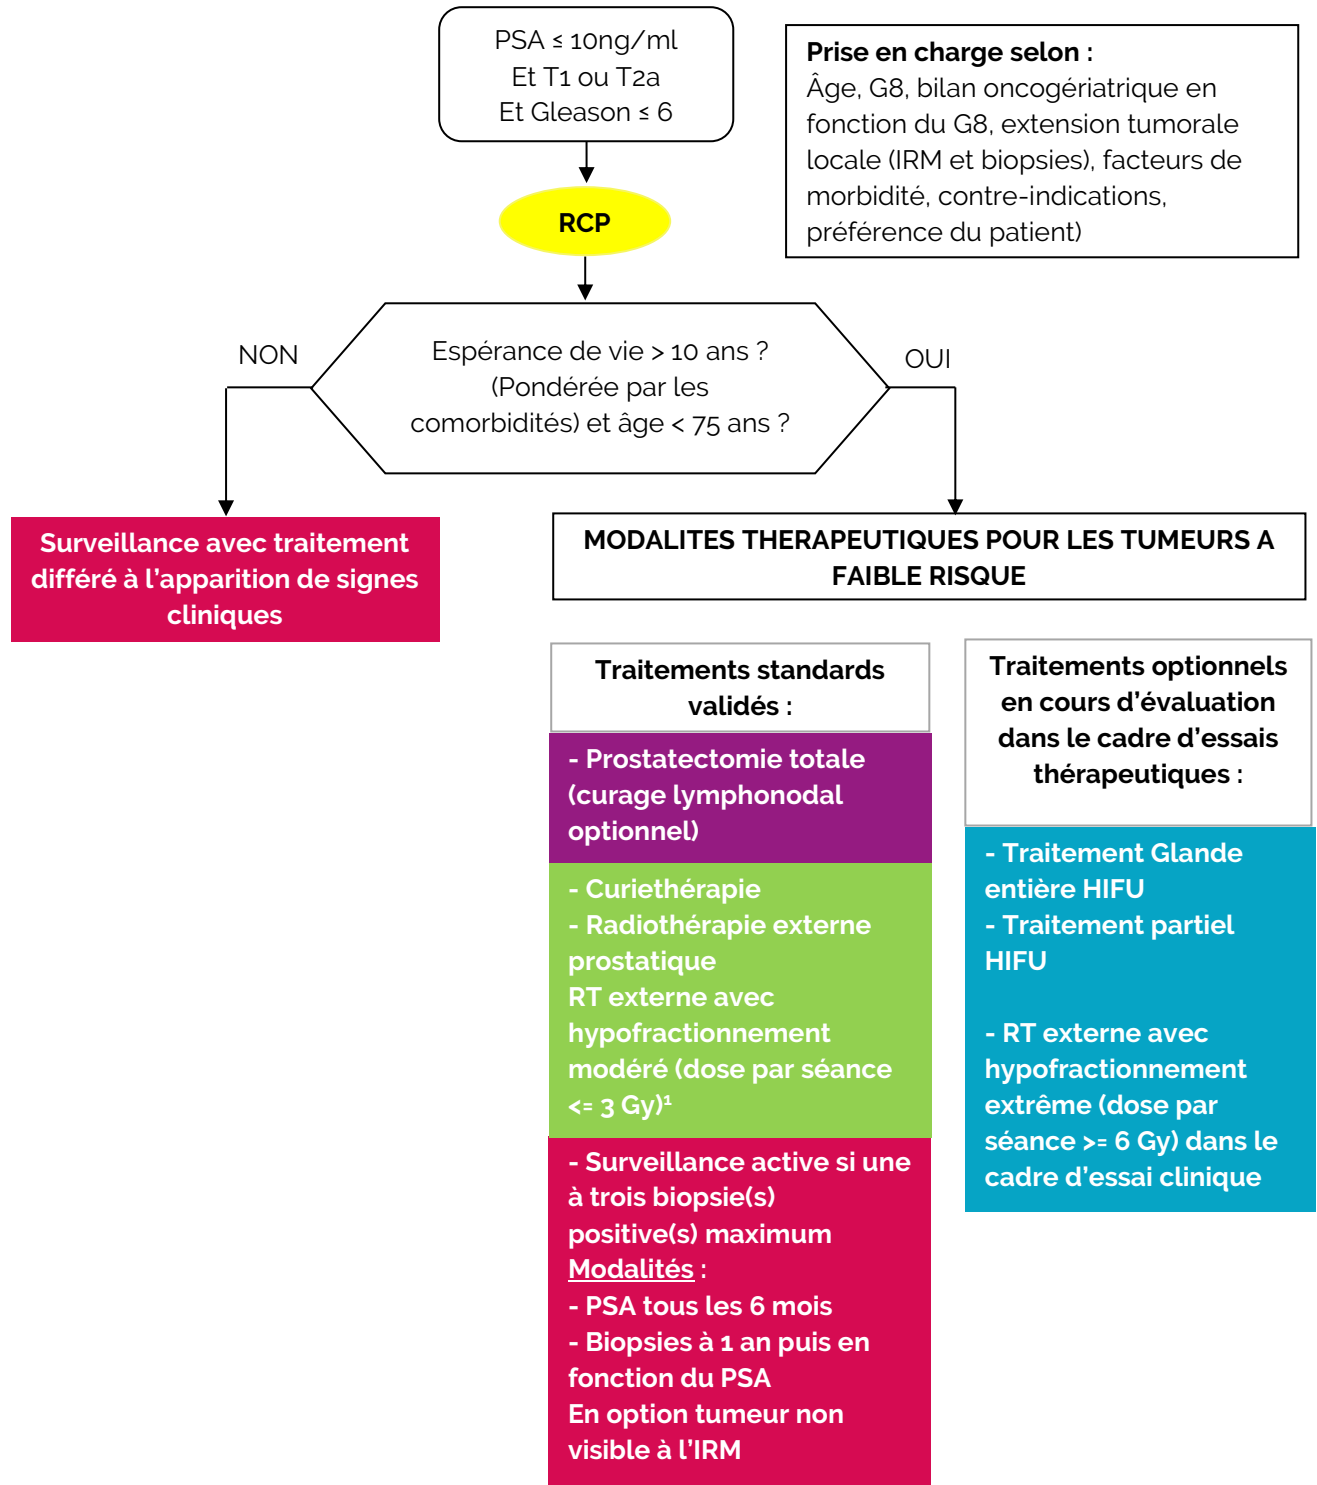 PSA ≤ 10ng/ml
Et T1 ou T2a
Et Gleason ≤ 6
Prise en charge selon :
Âge, G8, bilan oncogériatrique en
fonction du G8, extension tumorale
locale (IRM et biopsies), facteurs de
morbidité, contre-indications,
préférence du patient)
RCP
NON
Espérance de vie > 10 ans ?
(Pondérée par les
comorbidités) et âge < 75 ans ?
OUI
Surveillance avec traitement
différé à l’apparition de signes
cliniques
MODALITES THERAPEUTIQUES POUR LES TUMEURS A
FAIBLE RISQUE
Traitements standards
validés :
- Prostatectomie totale
(curage lymphonodal
optionnel)
- Curiethérapie
- Radiothérapie externe
prostatique
RT externe avec
hypofractionnement
modéré (dose par séance
<= 3 Gy)¹
- Surveillance active si une
à trois biopsie(s)
positive(s) maximum
Modalités :
- PSA tous les 6 mois
- Biopsies à 1 an puis en
fonction du PSA
En option tumeur non
visible à l’IRM
Traitements optionnels
en cours d’évaluation
dans le cadre d’essais
thérapeutiques :
- Traitement Glande
entière HIFU
- Traitement partiel
HIFU
- RT externe avec
hypofractionnement
extrême (dose par
séance >= 6 Gy) dans le
cadre d’essai clinique